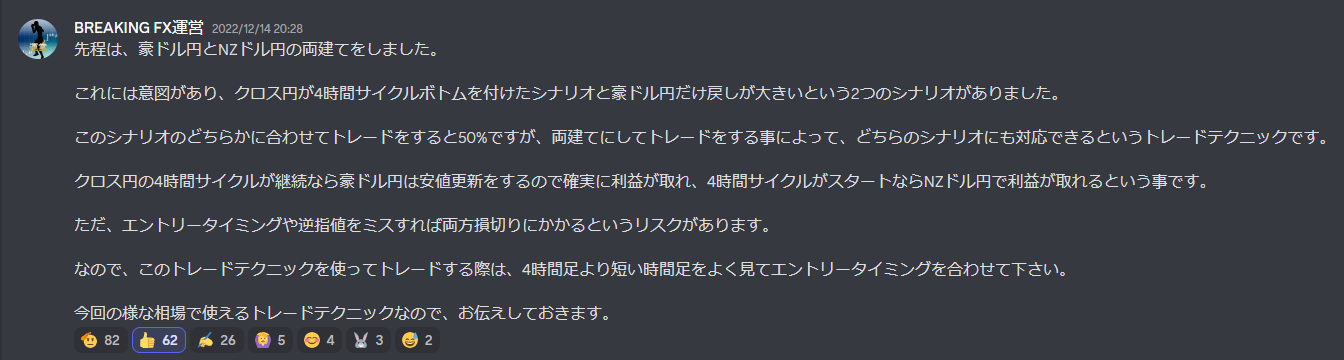 BREAKING FX運営 2022/12/14 20:28
先程は、豪ドル円とNZドル円の両建てをしました。
これには意図があり、クロス円が4時間サイクルボトムを付けたシナリオと豪ドル円だけ戻しが大きいという2つのシナリオがありました。
このシナリオのどちらかに合わせてトレードをすると50%ですが、両建てにしてトレードをする事によって、どちらのシナリオにも対応できるというトレードテクニックです。
クロス円の4時間サイクルが継続なら豪ドル円は安値更新をするので確実に利益が取れ、4時間サイクルがスタートならNZドル円で利益が取れるという事です。
ただ、エントリータイミングや逆指値をミスすれば両方損切りにかかるというリスクがあります。
なので、このトレードテクニックを使ってトレードする際は、4時間足より短い時間足をよく見てエントリータイミングを合わせて下さい。
今回の様な相場で使えるトレードテクニックなので、お伝えしておきます。
82 62 26 5 4 3 2